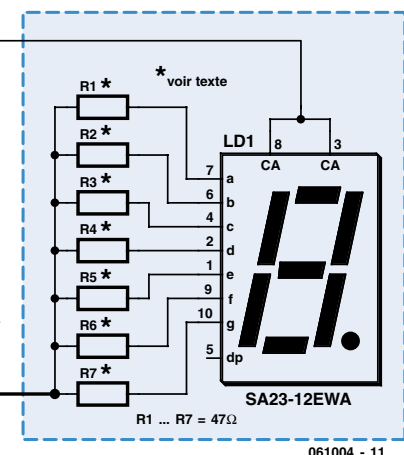 R1*
* voir texte
R2*
LD1
8 3
CA CA
R3*
7 a
6 b
4 c
R4*
2 d
R5*
1 e
9 f
R6*
10 g
5 dp
R7*
SA23-12EWA
R1 ... R7 = 47Ω
061004 - 11